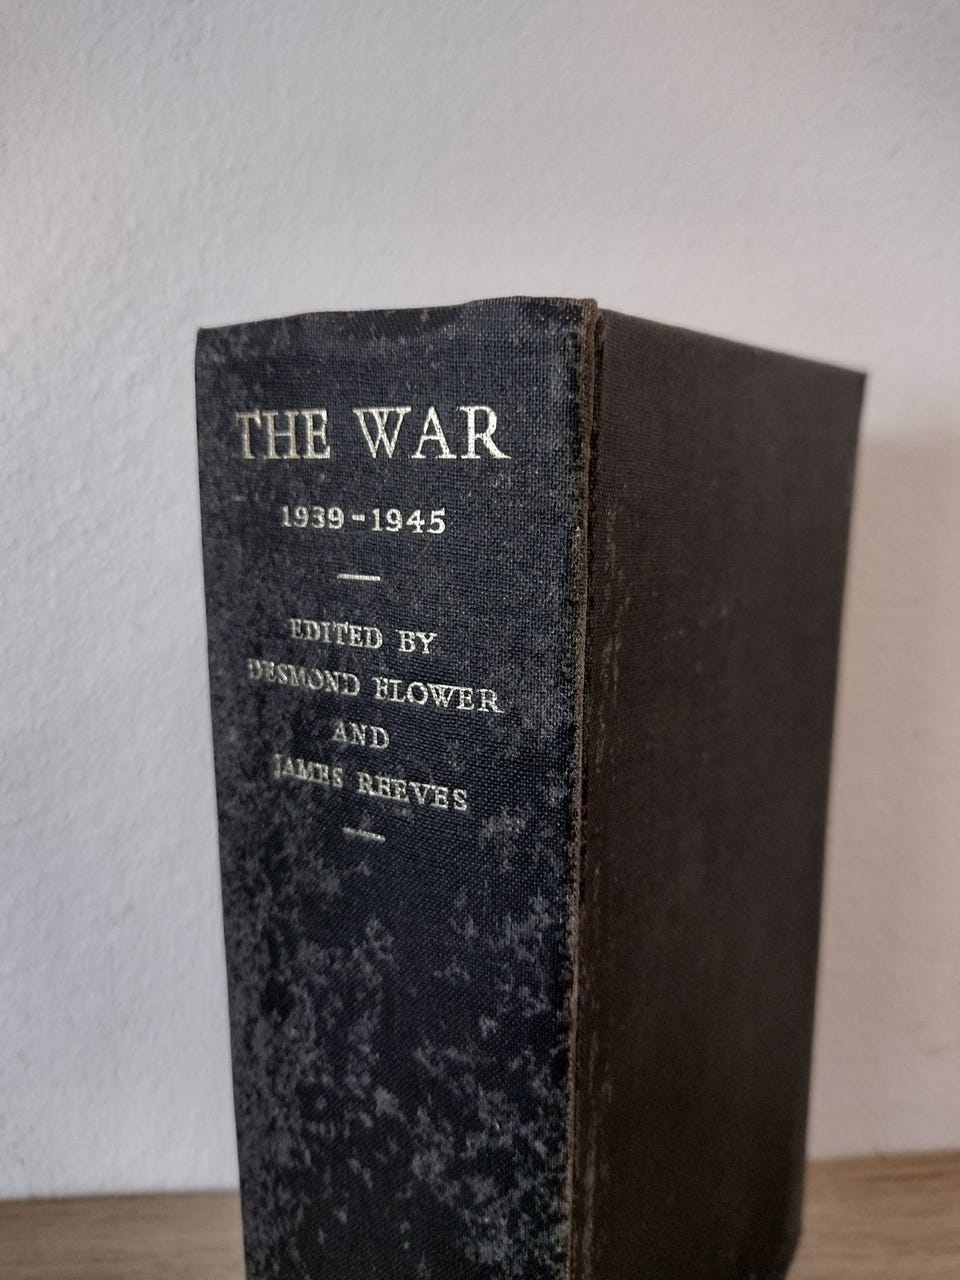 THE WAR
1939-1945
EDITED BY
DESMOND FLOWER
AND
JAMES REEVES